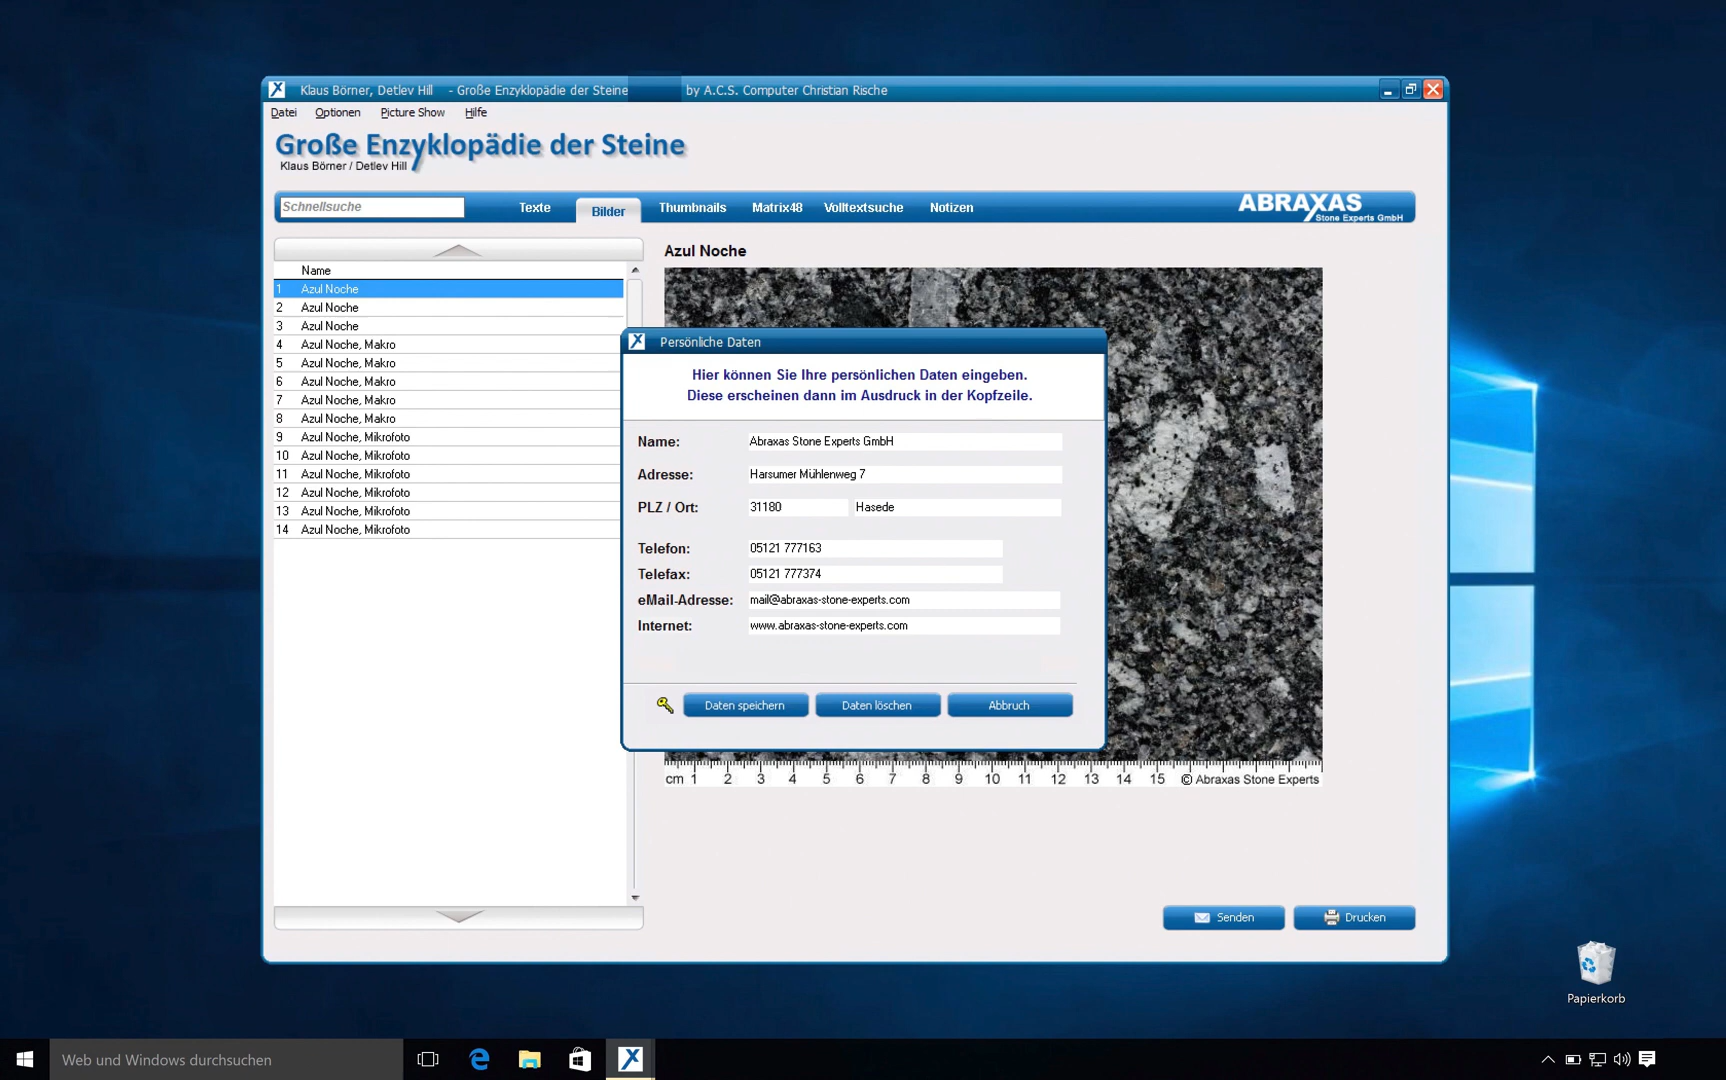 Klaus Börner, Detlev Hill - Große Enzyklopädie der Steine by A.C.S. Computer Christian Rische
Datei Optionen Picture Show Hilfe
Große Enzyklopädie der Steine
Klaus Börner / Detlev Hill
Schnellsuche Texte Bilder Thumbnails Matrix48 Volltextsuche Notizen ABRAXAS
Stone Experts GmbH
Azul Noche
Name
1 Azul Noche
2 Azul Noche
3 Azul Noche
4 Azul Noche, Makro
5 Azul Noche, Makro
6 Azul Noche, Makro
7 Azul Noche, Makro
8 Azul Noche, Makro
9 Azul Noche, Mikrofoto
10 Azul Noche, Mikrofoto
11 Azul Noche, Mikrofoto
12 Azul Noche, Mikrofoto
13 Azul Noche, Mikrofoto
14 Azul Noche, Mikrofoto
Persönliche Daten
Hier können Sie Ihre persönlichen Daten eingeben.
Diese erscheinen dann im Ausdruck in der Kopfzeile.
Name: Abraxas Stone Experts GmbH
Adresse: Harsumer Mühlenweg 7
PLZ / Ort: 31180 Hasede
Telefon: 05121 777163
Telefax: 05121 777374
eMail-Adresse: mail@abraxas-stone-experts.com
Internet: www.abraxas-stone-experts.com
Daten speichern Daten löschen Abbruch
cm 1 2 3 4 5 6 7 8 9 10 11 12 13 14 15 © Abraxas Stone Experts
Senden Drucken
Papierkorb
Web und Windows durchsuchen